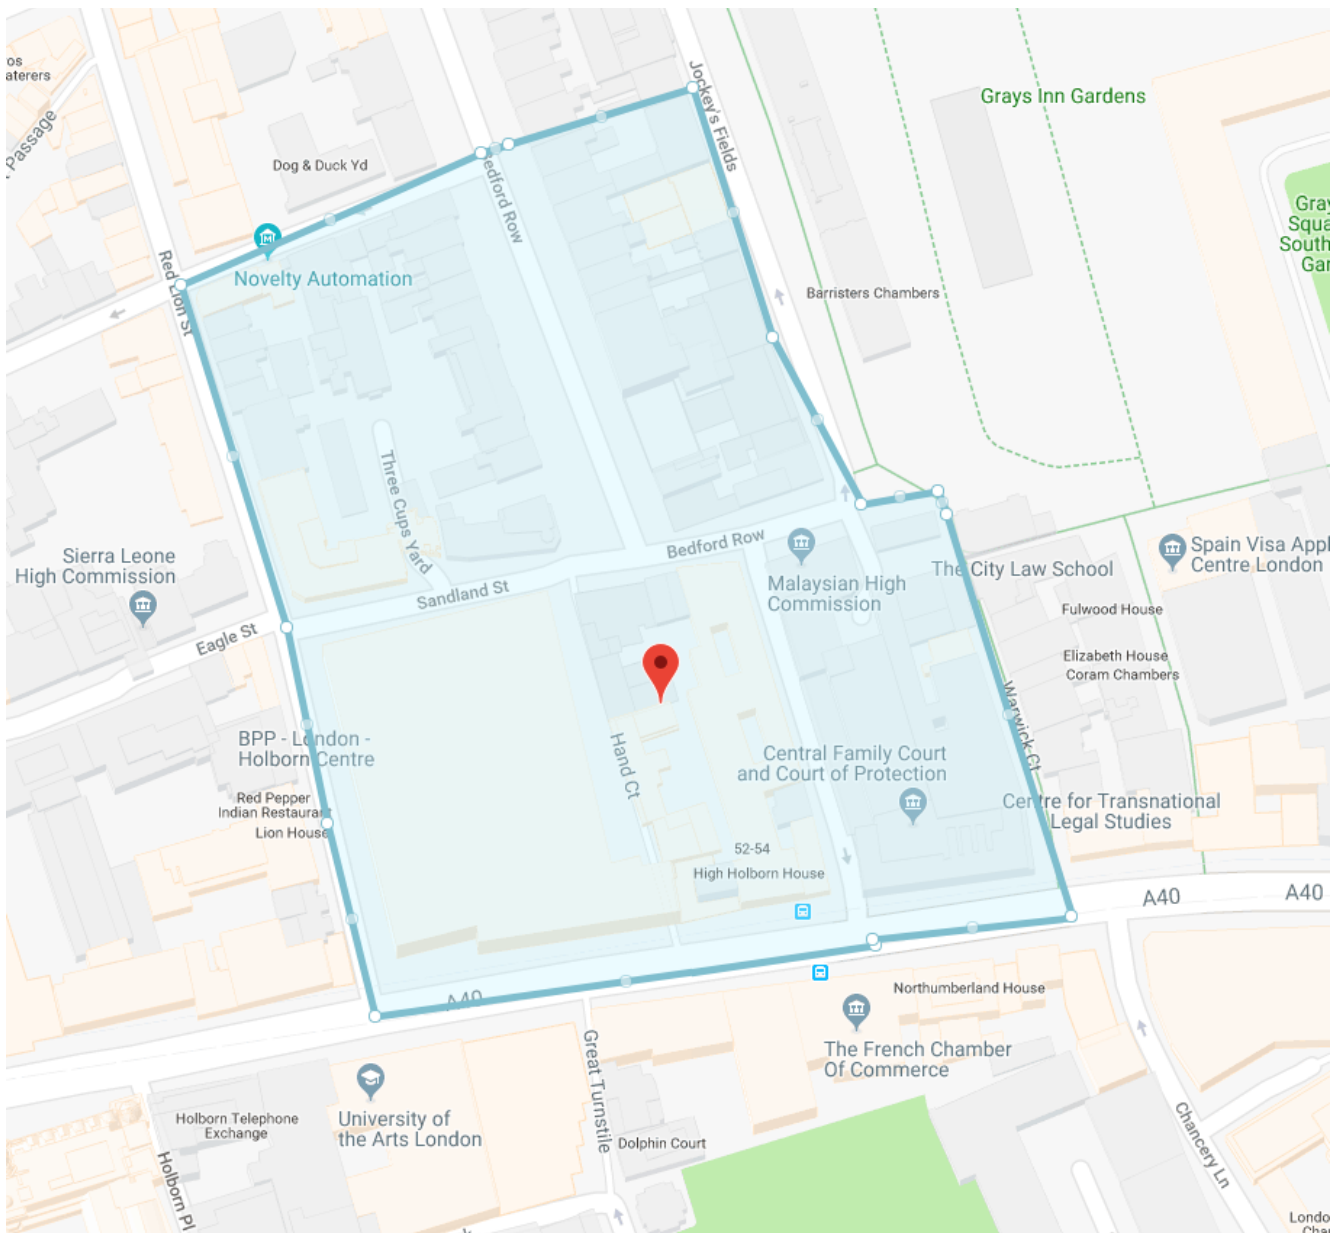 os
aterers
Passage
Dog & Duck Yd
Jockey's Fields
Grays Inn Gardens
edford Row
Red Lion St
Novelty Automation
Barristers Chambers
Gray
Squa
South
Gar
Three Cups Yard
Bedford Row
Sierra Leone
High Commission
Sandland St
Malaysian High
Commission
The City Law School
Spain Visa Appl
Centre London
Fulwood House
Eagle St
Elizabeth House
Coram Chambers
Warwick Ct
BPP - London -
Holborn Centre
Hand Ct
Central Family Court
and Court of Protection
Red Pepper
Indian Restaurant
Lion House
Centre for Transnational
Legal Studies
52-54
High Holborn House
A40
A40
A40
Northumberland House
The French Chamber
Of Commerce
Great Turnstile
University of
the Arts London
Holborn Telephone
Exchange
Dolphin Court
Chancery Ln
Holborn Pl
Londo
Cha